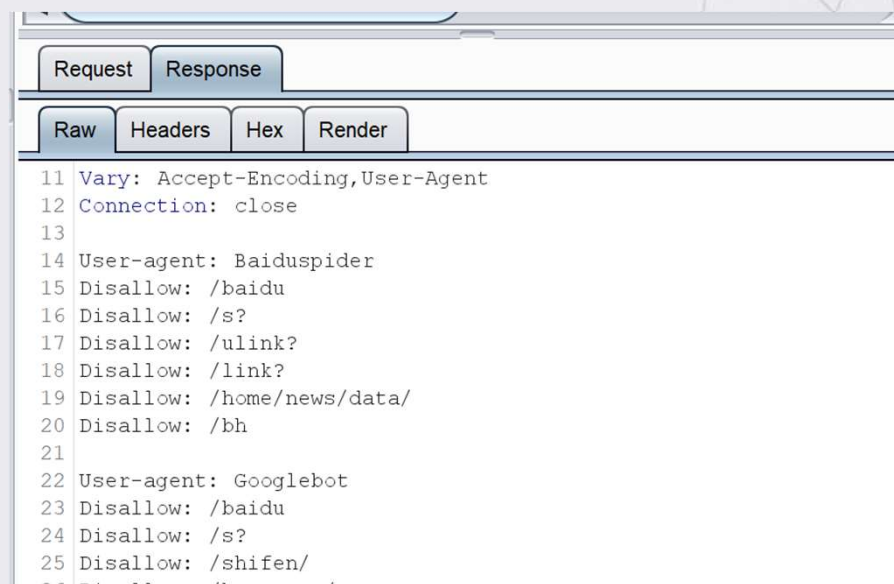 Request Response
Raw Headers Hex Render
11 Vary: Accept-Encoding,User-Agent
12 Connection: close
13
14 User-agent: Baiduspider
15 Disallow: /baidu
16 Disallow: /s?
17 Disallow: /ulink?
18 Disallow: /link?
19 Disallow: /home/news/data/
20 Disallow: /bh
21
22 User-agent: Googlebot
23 Disallow: /baidu
24 Disallow: /s?
25 Disallow: /shifen/